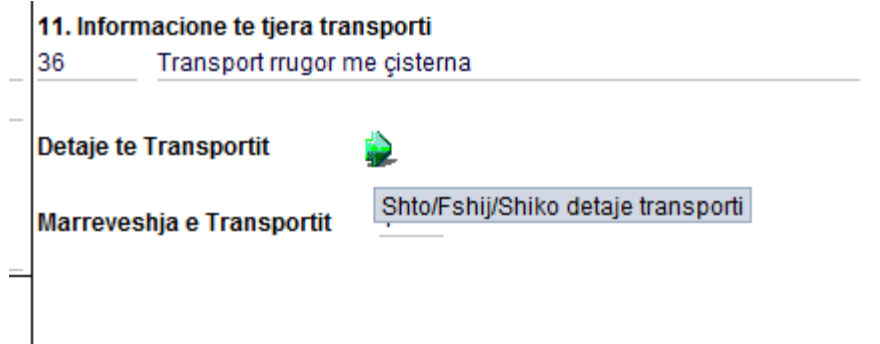 11. Informacione te tjera transporti
36 Transport rrugor me çisterna
Detaje te Transportit
Shto/Fshij/Shiko detaje transporti
Marreveshja e Transportit